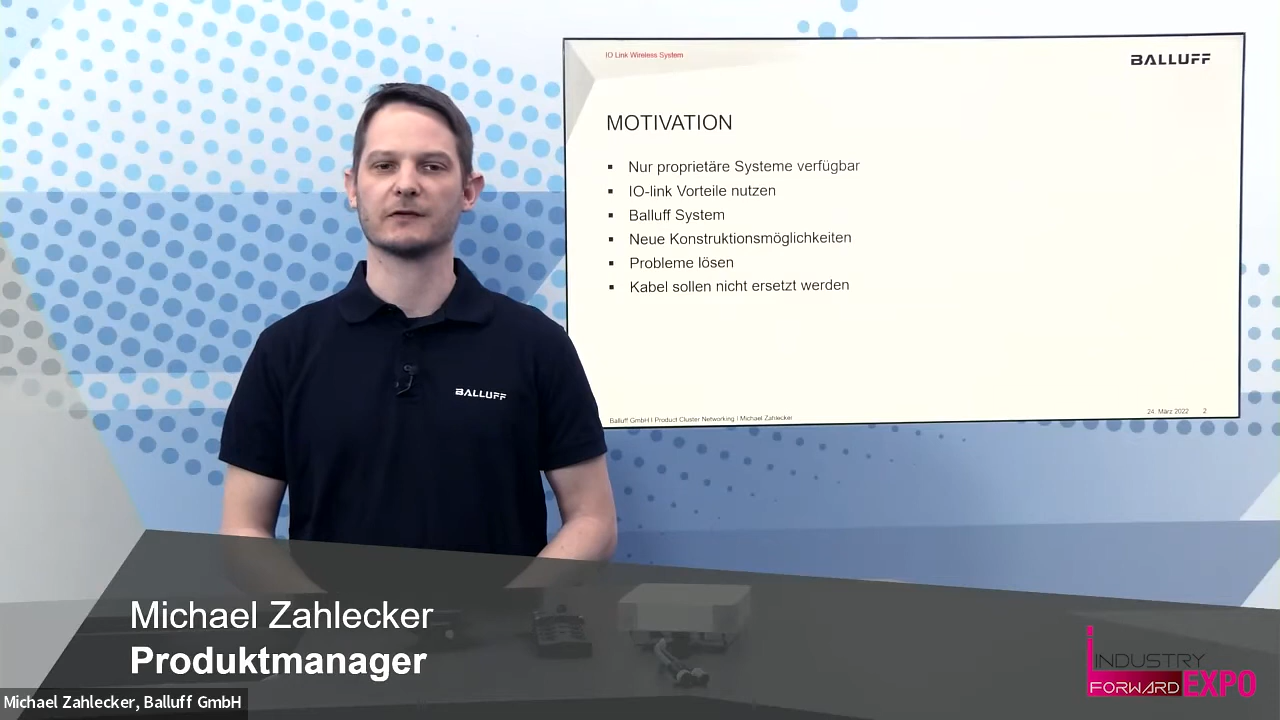 IO Link Wireless System
BALLUFF
MOTIVATION
▪ Nur proprietäre Systeme verfügbar
▪ IO-link Vorteile nutzen
▪ Balluff System
▪ Neue Konstruktionsmöglichkeiten
▪ Probleme lösen
▪ Kabel sollen nicht ersetzt werden
Balluff GmbH I Product Cluster Networking I Michael Zahlecker
24. März 2022 2
BALLUFF
Michael Zahlecker
Produktmanager
INDUSTRY
FORWARD EXPO
Michael Zahlecker, Balluff GmbH